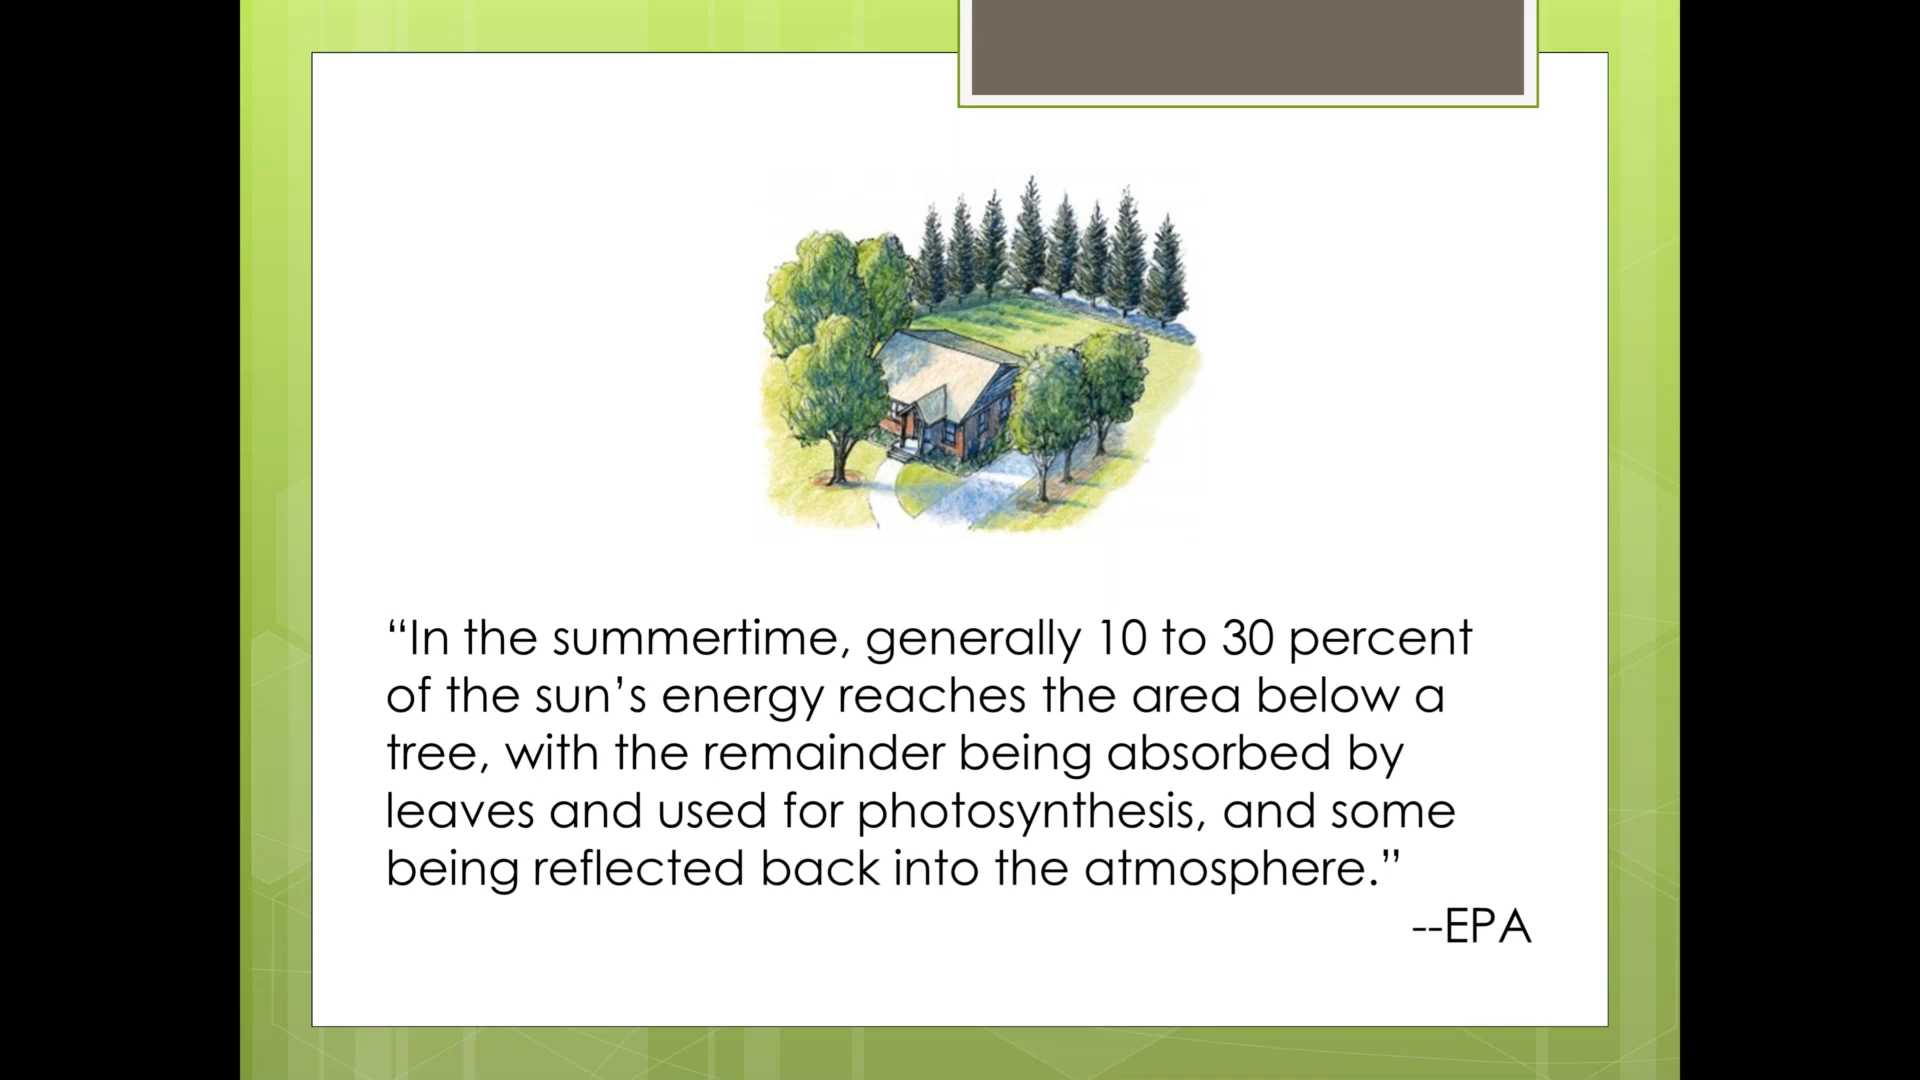 “In the summertime, generally 10 to 30 percent
of the sun’s energy reaches the area below a
tree, with the remainder being absorbed by
leaves and used for photosynthesis, and some
being reflected back into the atmosphere.”
--EPA